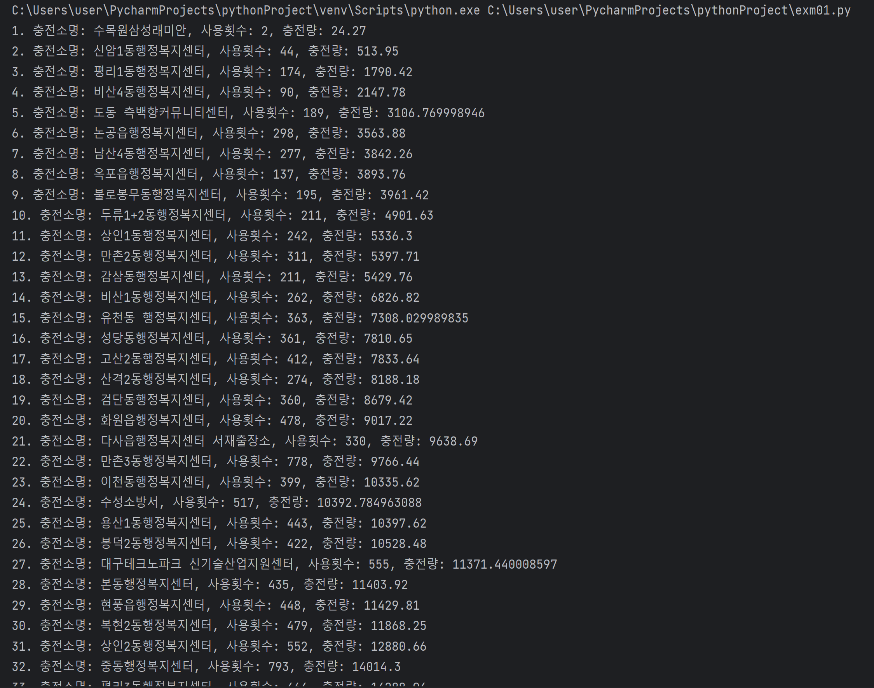 C:\Users\user\PycharmProjects\pythonProject\venv\Scripts\python.exe C:\Users\user\PycharmProjects\pythonProject\exm01.py
1. 충전소명: 수목원삼성래미안, 사용횟수: 2, 충전량: 24.27
2. 충전소명: 신암1동행정복지센터, 사용횟수: 44, 충전량: 513.95
3. 충전소명: 평리1동행정복지센터, 사용횟수: 174, 충전량: 1790.42
4. 충전소명: 비산4동행정복지센터, 사용횟수: 90, 충전량: 2147.78
5. 충전소명: 도동 측백향커뮤니티센터, 사용횟수: 189, 충전량: 3106.769998946
6. 충전소명: 논공읍행정복지센터, 사용횟수: 298, 충전량: 3563.88
7. 충전소명: 남산4동행정복지센터, 사용횟수: 277, 충전량: 3842.26
8. 충전소명: 옥포읍행정복지센터, 사용횟수: 137, 충전량: 3893.76
9. 충전소명: 불로봉무동행정복지센터, 사용횟수: 195, 충전량: 3961.42
10. 충전소명: 두류1+2동행정복지센터, 사용횟수: 211, 충전량: 4901.63
11. 충전소명: 상인1동행정복지센터, 사용횟수: 242, 충전량: 5336.3
12. 충전소명: 만촌2동행정복지센터, 사용횟수: 311, 충전량: 5397.71
13. 충전소명: 감삼동행정복지센터, 사용횟수: 211, 충전량: 5429.76
14. 충전소명: 비산1동행정복지센터, 사용횟수: 262, 충전량: 6826.82
15. 충전소명: 유천동 행정복지센터, 사용횟수: 363, 충전량: 7308.029989835
16. 충전소명: 성당동행정복지센터, 사용횟수: 361, 충전량: 7810.65
17. 충전소명: 고산2동행정복지센터, 사용횟수: 412, 충전량: 7833.64
18. 충전소명: 산격2동행정복지센터, 사용횟수: 274, 충전량: 8188.18
19. 충전소명: 검단동행정복지센터, 사용횟수: 360, 충전량: 8679.42
20. 충전소명: 화원읍행정복지센터, 사용횟수: 478, 충전량: 9017.22
21. 충전소명: 다사읍행정복지센터 서재출장소, 사용횟수: 330, 충전량: 9638.69
22. 충전소명: 만촌3동행정복지센터, 사용횟수: 778, 충전량: 9766.44
23. 충전소명: 이천동행정복지센터, 사용횟수: 399, 충전량: 10335.62
24. 충전소명: 수성소방서, 사용횟수: 517, 충전량: 10392.784963088
25. 충전소명: 용산1동행정복지센터, 사용횟수: 443, 충전량: 10397.62
26. 충전소명: 봉덕2동행정복지센터, 사용횟수: 422, 충전량: 10528.48
27. 충전소명: 대구테크노파크 신기술산업지원센터, 사용횟수: 555, 충전량: 11371.440008597
28. 충전소명: 본동행정복지센터, 사용횟수: 435, 충전량: 11403.92
29. 충전소명: 현풍읍행정복지센터, 사용횟수: 448, 충전량: 11429.81
30. 충전소명: 복현2동행정복지센터, 사용횟수: 479, 충전량: 11868.25
31. 충전소명: 상인2동행정복지센터, 사용횟수: 552, 충전량: 12880.66
32. 충전소명: 중동행정복지센터, 사용횟수: 793, 충전량: 14014.3